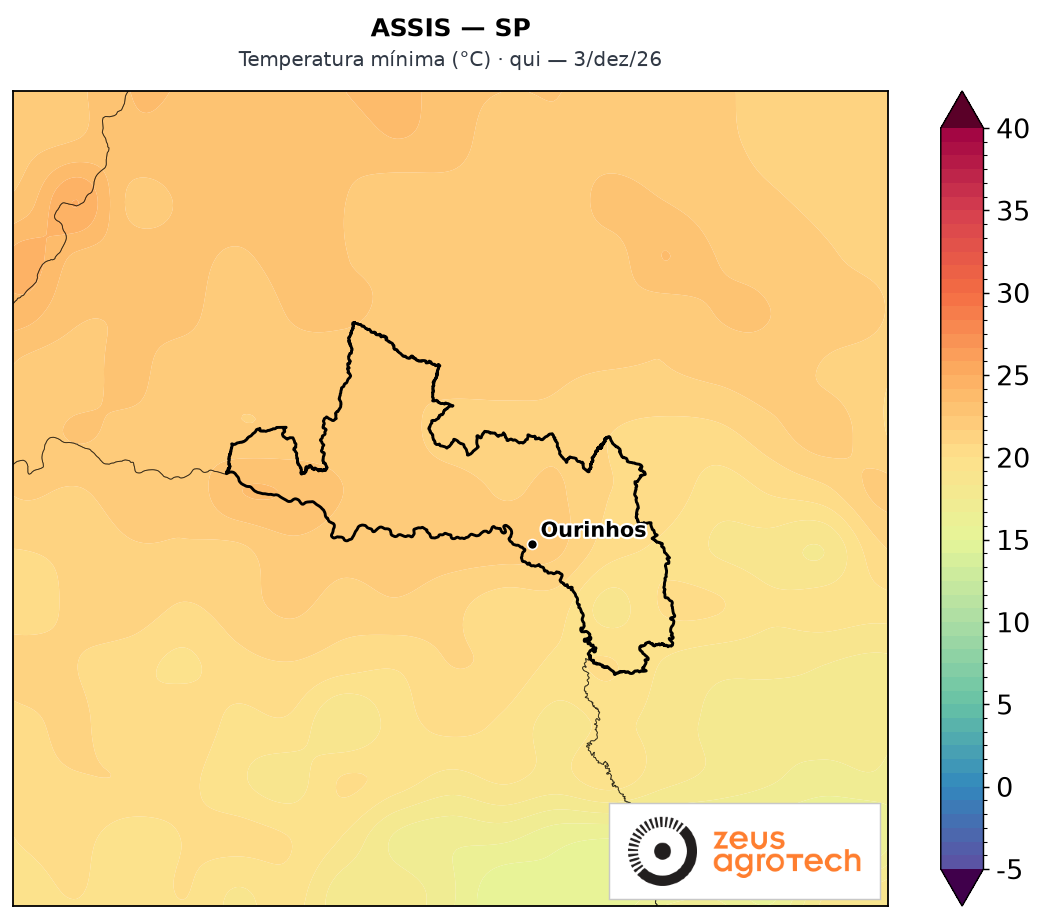 ASSIS — SP
Temperatura mínima (°C) · qui — 3/dez/26
40
35
30
25
20
15
10
5
0
-5
Ourinhos
zeus
agrotech